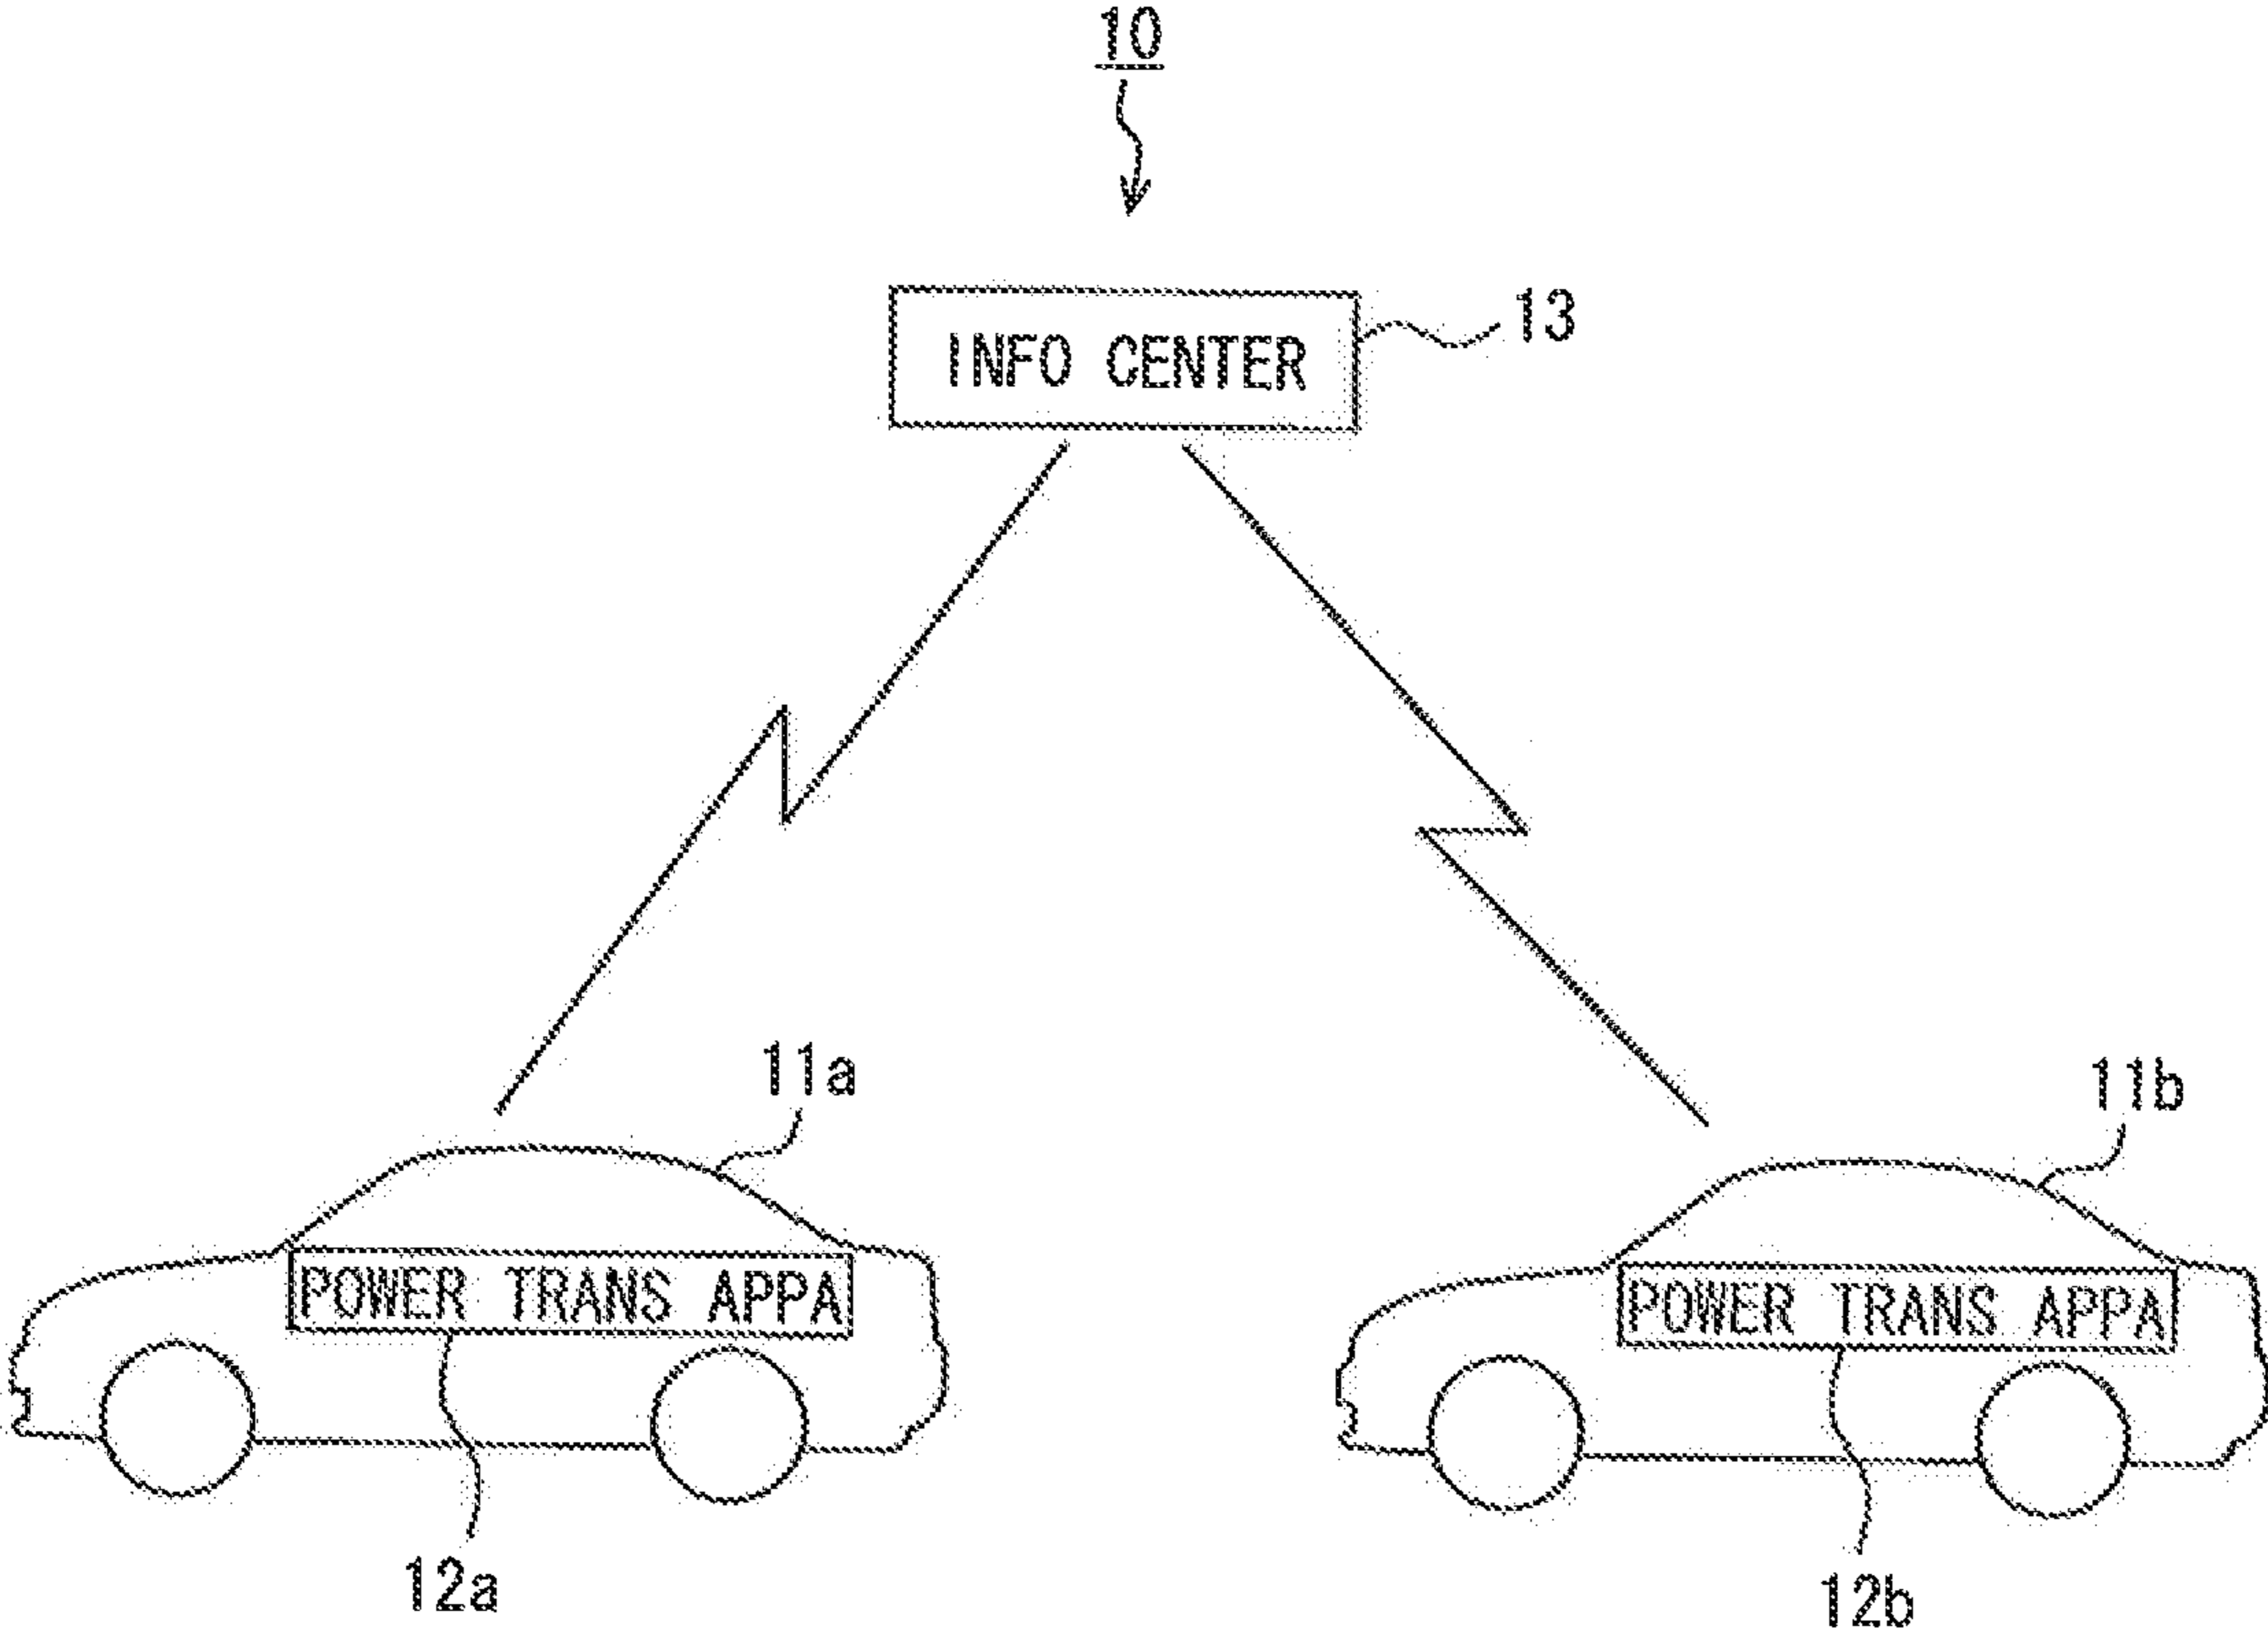 10
INFO CENTER
13
11a
11b
POWER TRANS APPA
POWER TRANS APPA
12a
12b